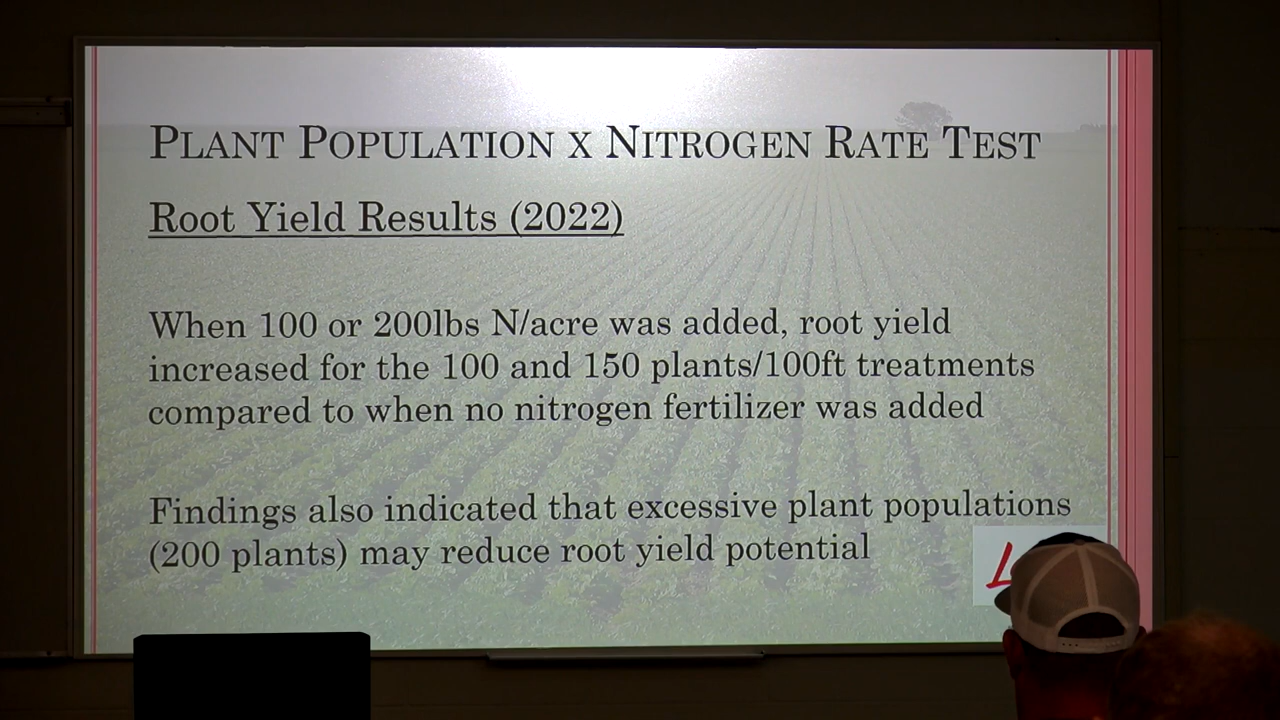 PLANT POPULATION X NITROGEN RATE TEST
Root Yield Results (2022)
When 100 or 200lbs N/acre was added, root yield
increased for the 100 and 150 plants/100ft treatments
compared to when no nitrogen fertilizer was added
Findings also indicated that excessive plant populations
(200 plants) may reduce root yield potential